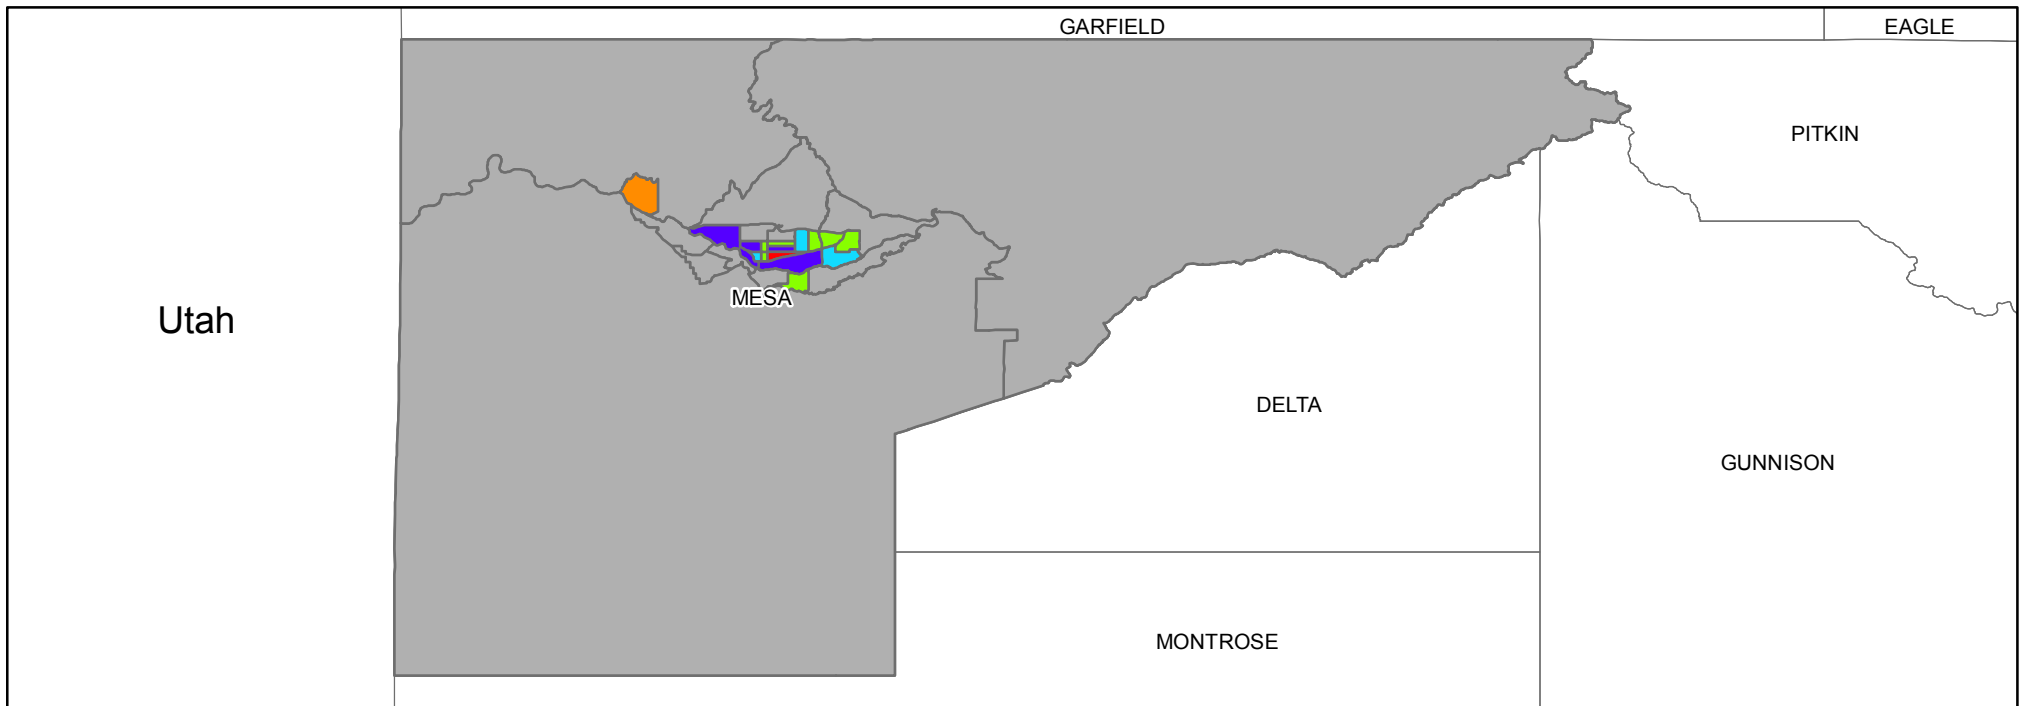 GARFIELD
EAGLE
PITKIN
MESA
Utah
DELTA
GUNNISON
MONTROSE